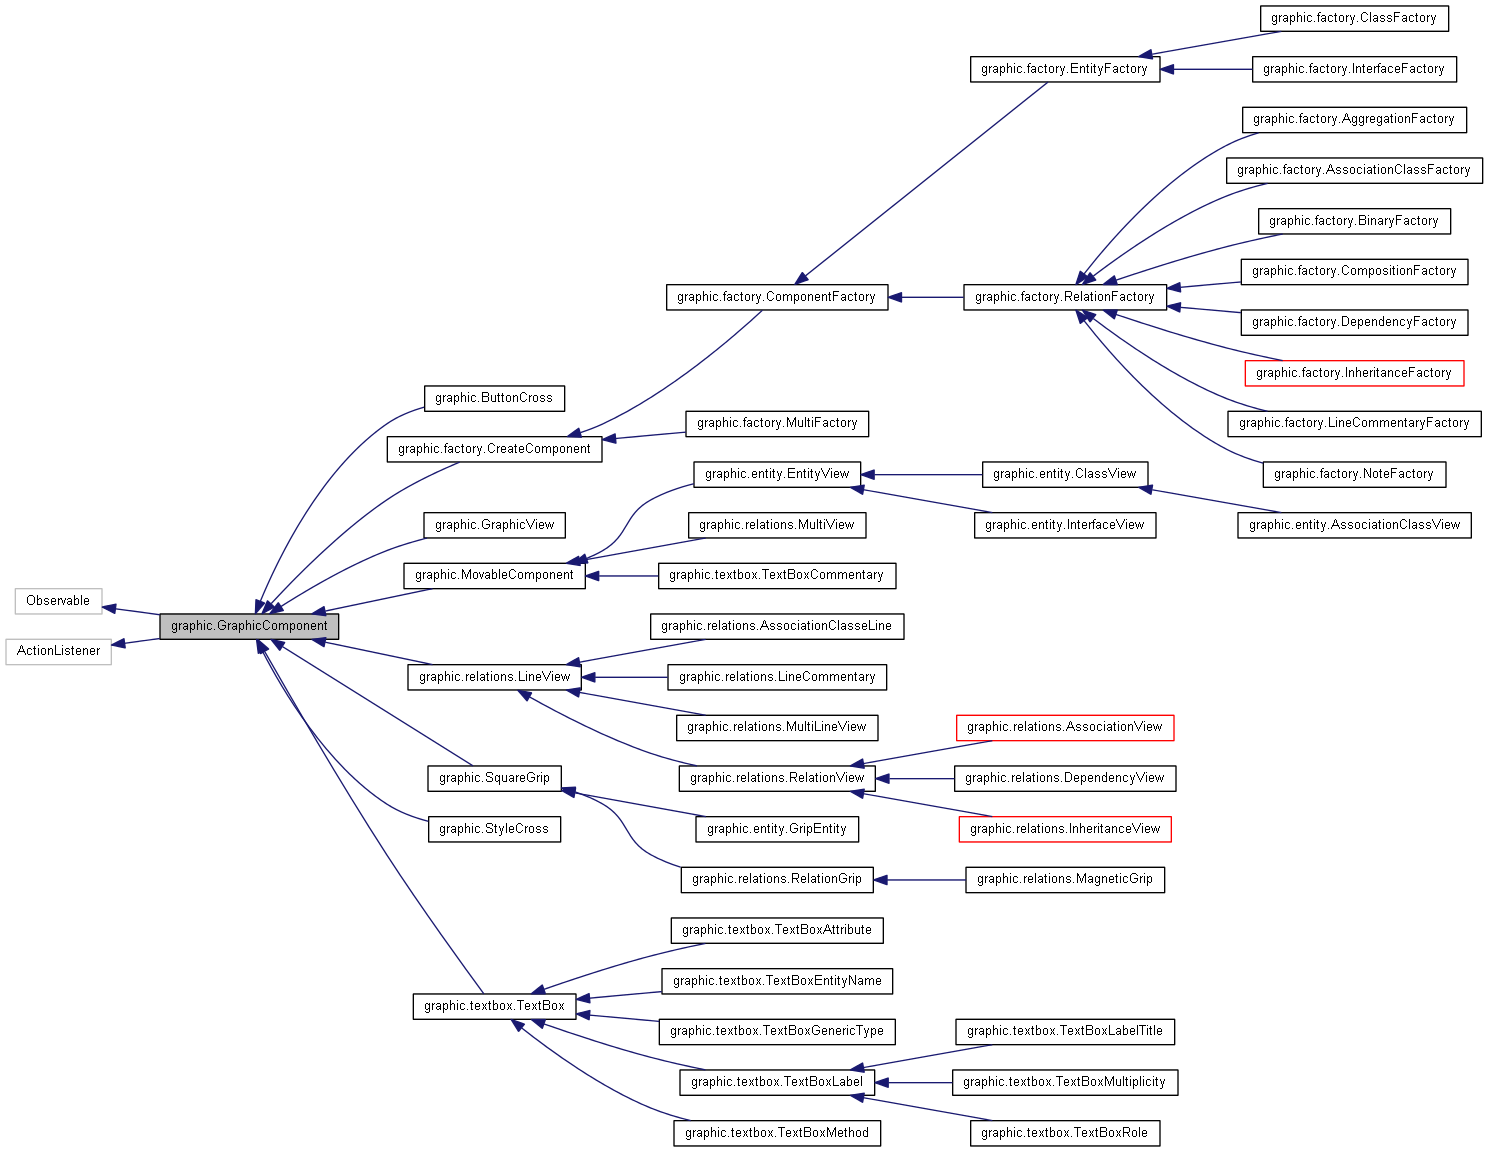 graphic.factory.ClassFactory
graphic.factory.EntityFactory
graphic.factory.InterfaceFactory
graphic.factory.AggregationFactory
graphic.factory.AssociationClassFactory
graphic.factory.BinaryFactory
graphic.factory.CompositionFactory
graphic.factory.ComponentFactory
graphic.factory.RelationFactory
graphic.factory.DependencyFactory
graphic.factory.InheritanceFactory
graphic.ButtonCross
graphic.factory.MultiFactory
graphic.factory.LineCommentaryFactory
graphic.factory.CreateComponent
graphic.entity.EntityView
graphic.entity.ClassView
graphic.factory.NoteFactory
graphic.GraphicView
graphic.relations.MultiView
graphic.entity.InterfaceView
graphic.entity.AssociationClassView
graphic.MovableComponent
graphic.textbox.TextBoxCommentary
Observable
graphic.GraphicComponent
graphic.relations.AssociationClasseLine
ActionListener
graphic.relations.LineView
graphic.relations.LineCommentary
graphic.relations.MultiLineView
graphic.relations.AssociationView
graphic.SquareGrip
graphic.relations.RelationView
graphic.relations.DependencyView
graphic.StyleCross
graphic.entity.GripEntity
graphic.relations.InheritanceView
graphic.relations.RelationGrip
graphic.relations.MagneticGrip
graphic.textbox.TextBoxAttribute
graphic.textbox.TextBoxEntityName
graphic.textbox.TextBox
graphic.textbox.TextBoxGenericType
graphic.textbox.TextBoxLabelTitle
graphic.textbox.TextBoxLabel
graphic.textbox.TextBoxMultiplicity
graphic.textbox.TextBoxMethod
graphic.textbox.TextBoxRole